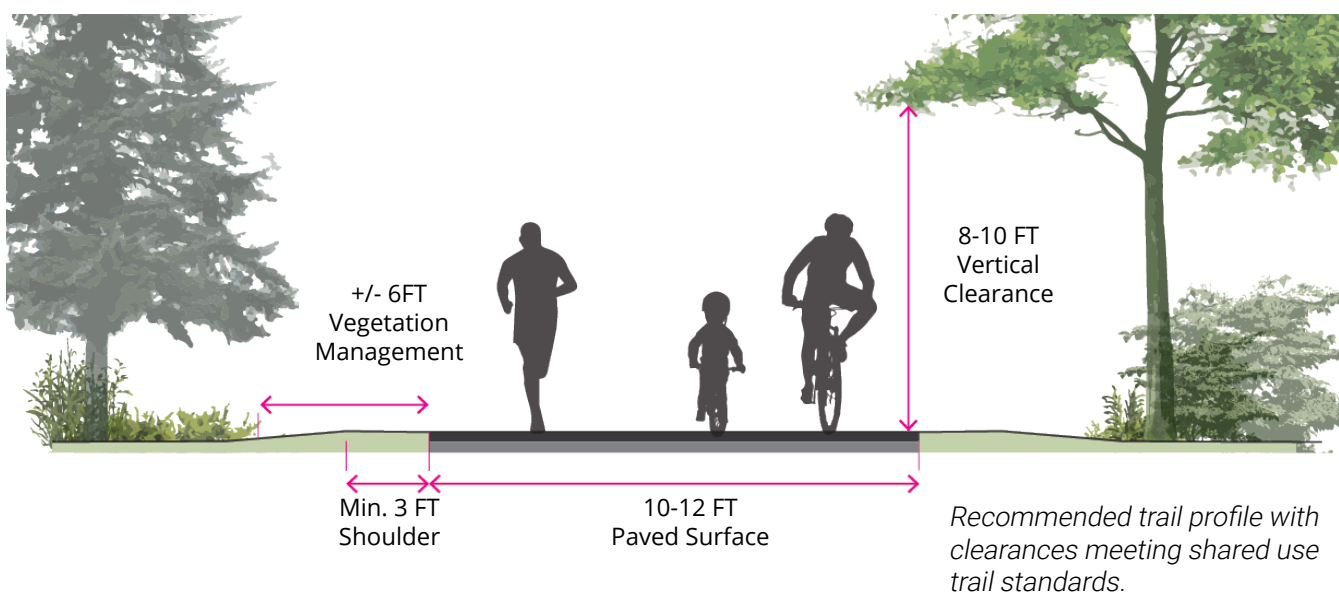 +/- 6FT
Vegetation
Management
8-10 FT
Vertical
Clearance
Min. 3 FT
Shoulder
10-12 FT
Paved Surface
Recommended trail profile with
clearances meeting shared use
trail standards.